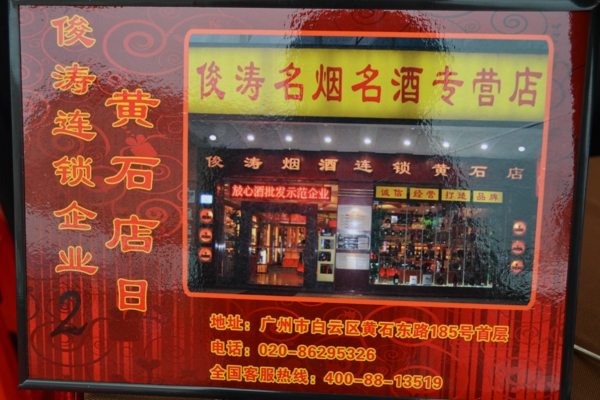 俊涛连锁企业2
黄石店日
俊涛名烟名酒专营店
俊涛烟酒连锁黄石店
放心酒批发示范企业
诚信 经营 打造 品牌
地址：广州市白云区黄石东路185号首层
电话：020-86295326
全国客服热线：400-88-13519